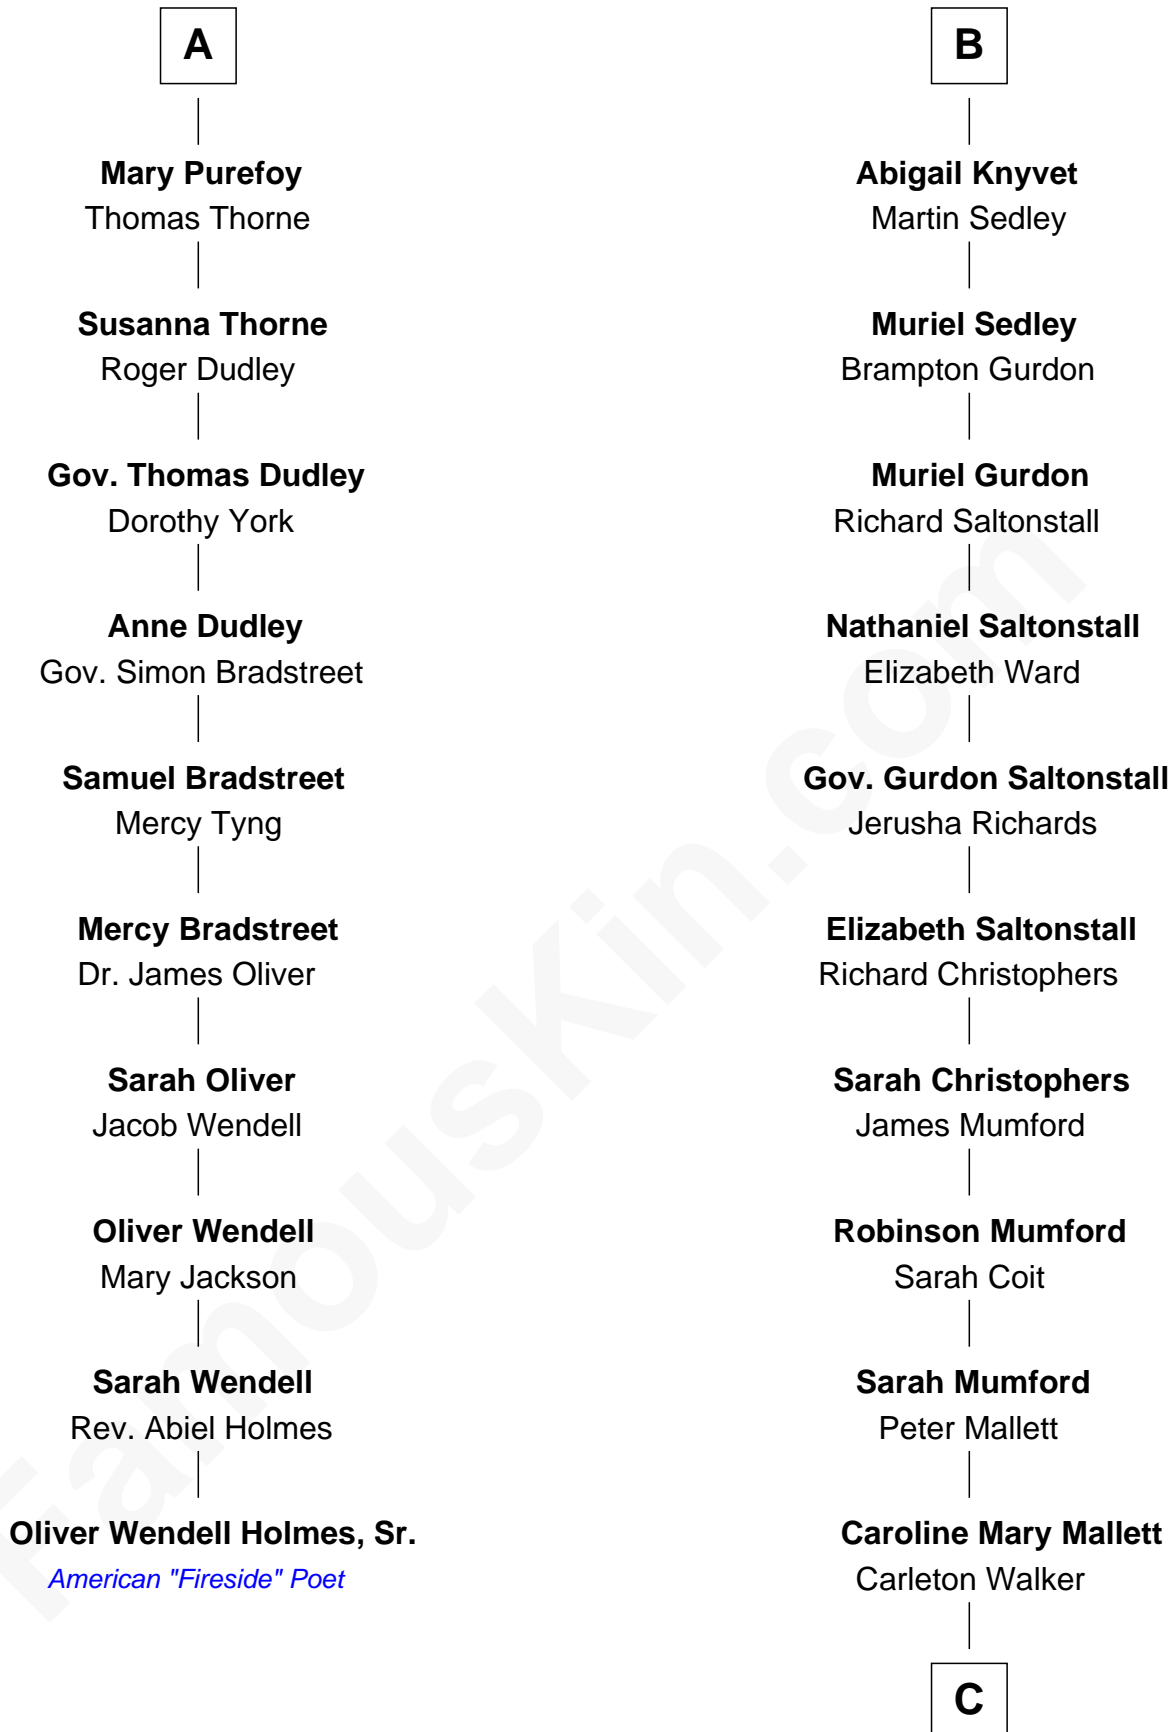 A
Mary Purefoy
Thomas Thorne
Susanna Thorne
Roger Dudley
Gov. Thomas Dudley
Dorothy York
Anne Dudley
Gov. Simon Bradstreet
Samuel Bradstreet
Mercy Tyng
Mercy Bradstreet
Dr. James Oliver
Sarah Oliver
Jacob Wendell
Oliver Wendell
Mary Jackson
Sarah Wendell
Rev. Abiel Holmes
Oliver Wendell Holmes, Sr.
American "Fireside" Poet
B
Abigail Knyvet
Martin Sedley
Muriel Sedley
Brampton Gurdon
Muriel Gurdon
Richard Saltonstall
Nathaniel Saltonstall
Elizabeth Ward
Gov. Gurdon Saltonstall
Jerusha Richards
Elizabeth Saltonstall
Richard Christophers
Sarah Christophers
James Mumford
Robinson Mumford
Sarah Coit
Sarah Mumford
Peter Mallett
Caroline Mary Mallett
Carleton Walker
C
FamousKin.com